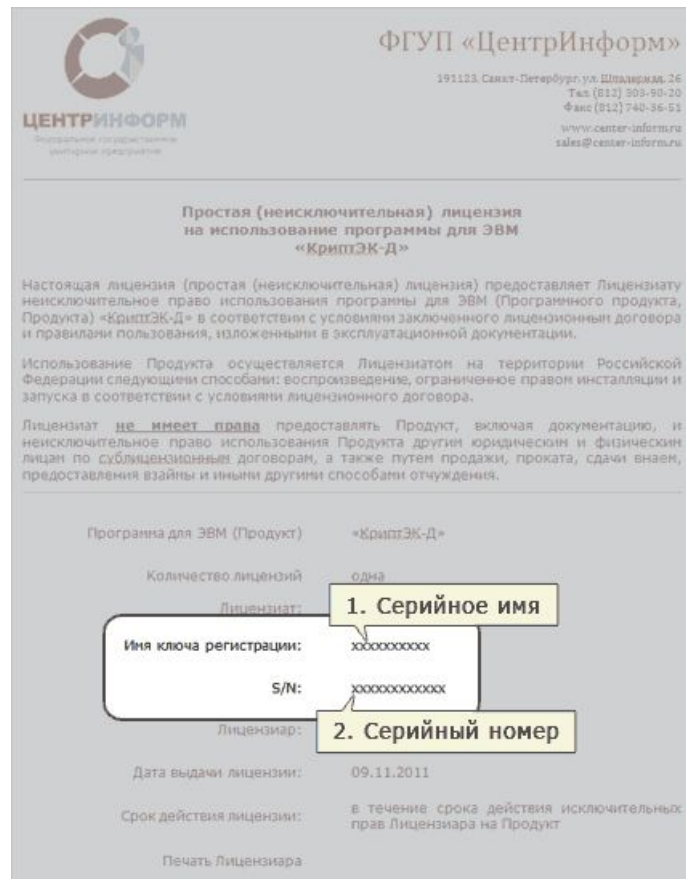 ФГУП «ЦентрИнформ»
191123, Санкт-Петербург, ул. Шпалерная, 26
Тел. (812) 303-90-20
Факс (812) 740-36-51
www.center-inform.ru
sales@center-inform.ru
ЦЕНТРИНФОРМ
Федеральное государственное
унитарное предприятие
Простая (неисключительная) лицензия
на использование программы для ЭВМ
«КриптЭК-Д»
Настоящая лицензия (простая (неисключительная) лицензия) предоставляет Лицензиату
неисключительное право использования программы для ЭВМ (Программного продукта,
Продукта) «КриптЭК-Д» в соответствии с условиями заключенного лицензионным договора
и правилами пользования, изложенными в эксплуатационной документации.
Использование Продукта осуществляется Лицензиатом на территории Российской
Федерации следующими способами: воспроизведение, ограниченное правом инсталляции и
запуска в соответствии с условиями лицензионного договора.
Лицензиат не имеет права предоставлять Продукт, включая документацию, и
неисключительное право использования Продукта другим юридическим и физическим
лицам по сублицензионным договорам, а также путем продажи, проката, сдачи внаем,
предоставления взаймы и иными другими способами отчуждения.
Программа для ЭВМ (Продукт) «КриптЭК-Д»
Количество лицензий одна
Лицензиат:
1. Серийное имя
Имя ключа регистрации: xxxxxxxxxx
S/N: xxxxxxxxxxxx
2. Серийный номер
Лицензиар:
Дата выдачи лицензии: 09.11.2011
Срок действия лицензии: в течение срока действия исключительных
прав Лицензиара на Продукт
Печать Лицензиара